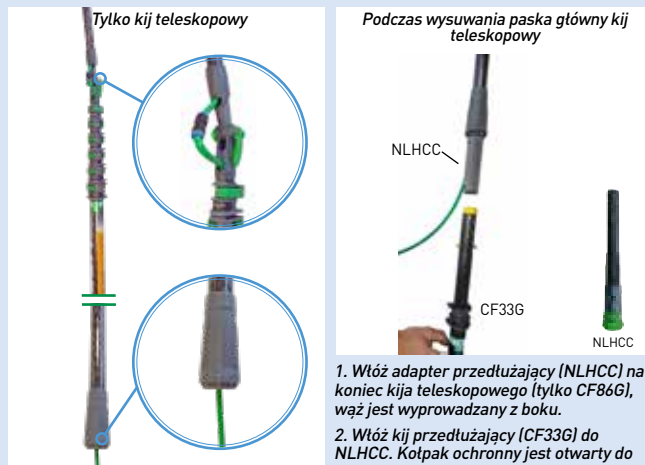 Tylko kij teleskopowy
Podczas wysuwania paska główny kij
teleskopowy
NLHCC
CF33G
NLHCC
1. Włóż adapter przedłużający (NLHCC) na
koniec kija teleskopowego (tylko CF86G),
wąż jest wyprowadzany z boku.
2. Włóż kij przedłużający (CF33G) do
NLHCC. Kołpak ochronny jest otwarty do